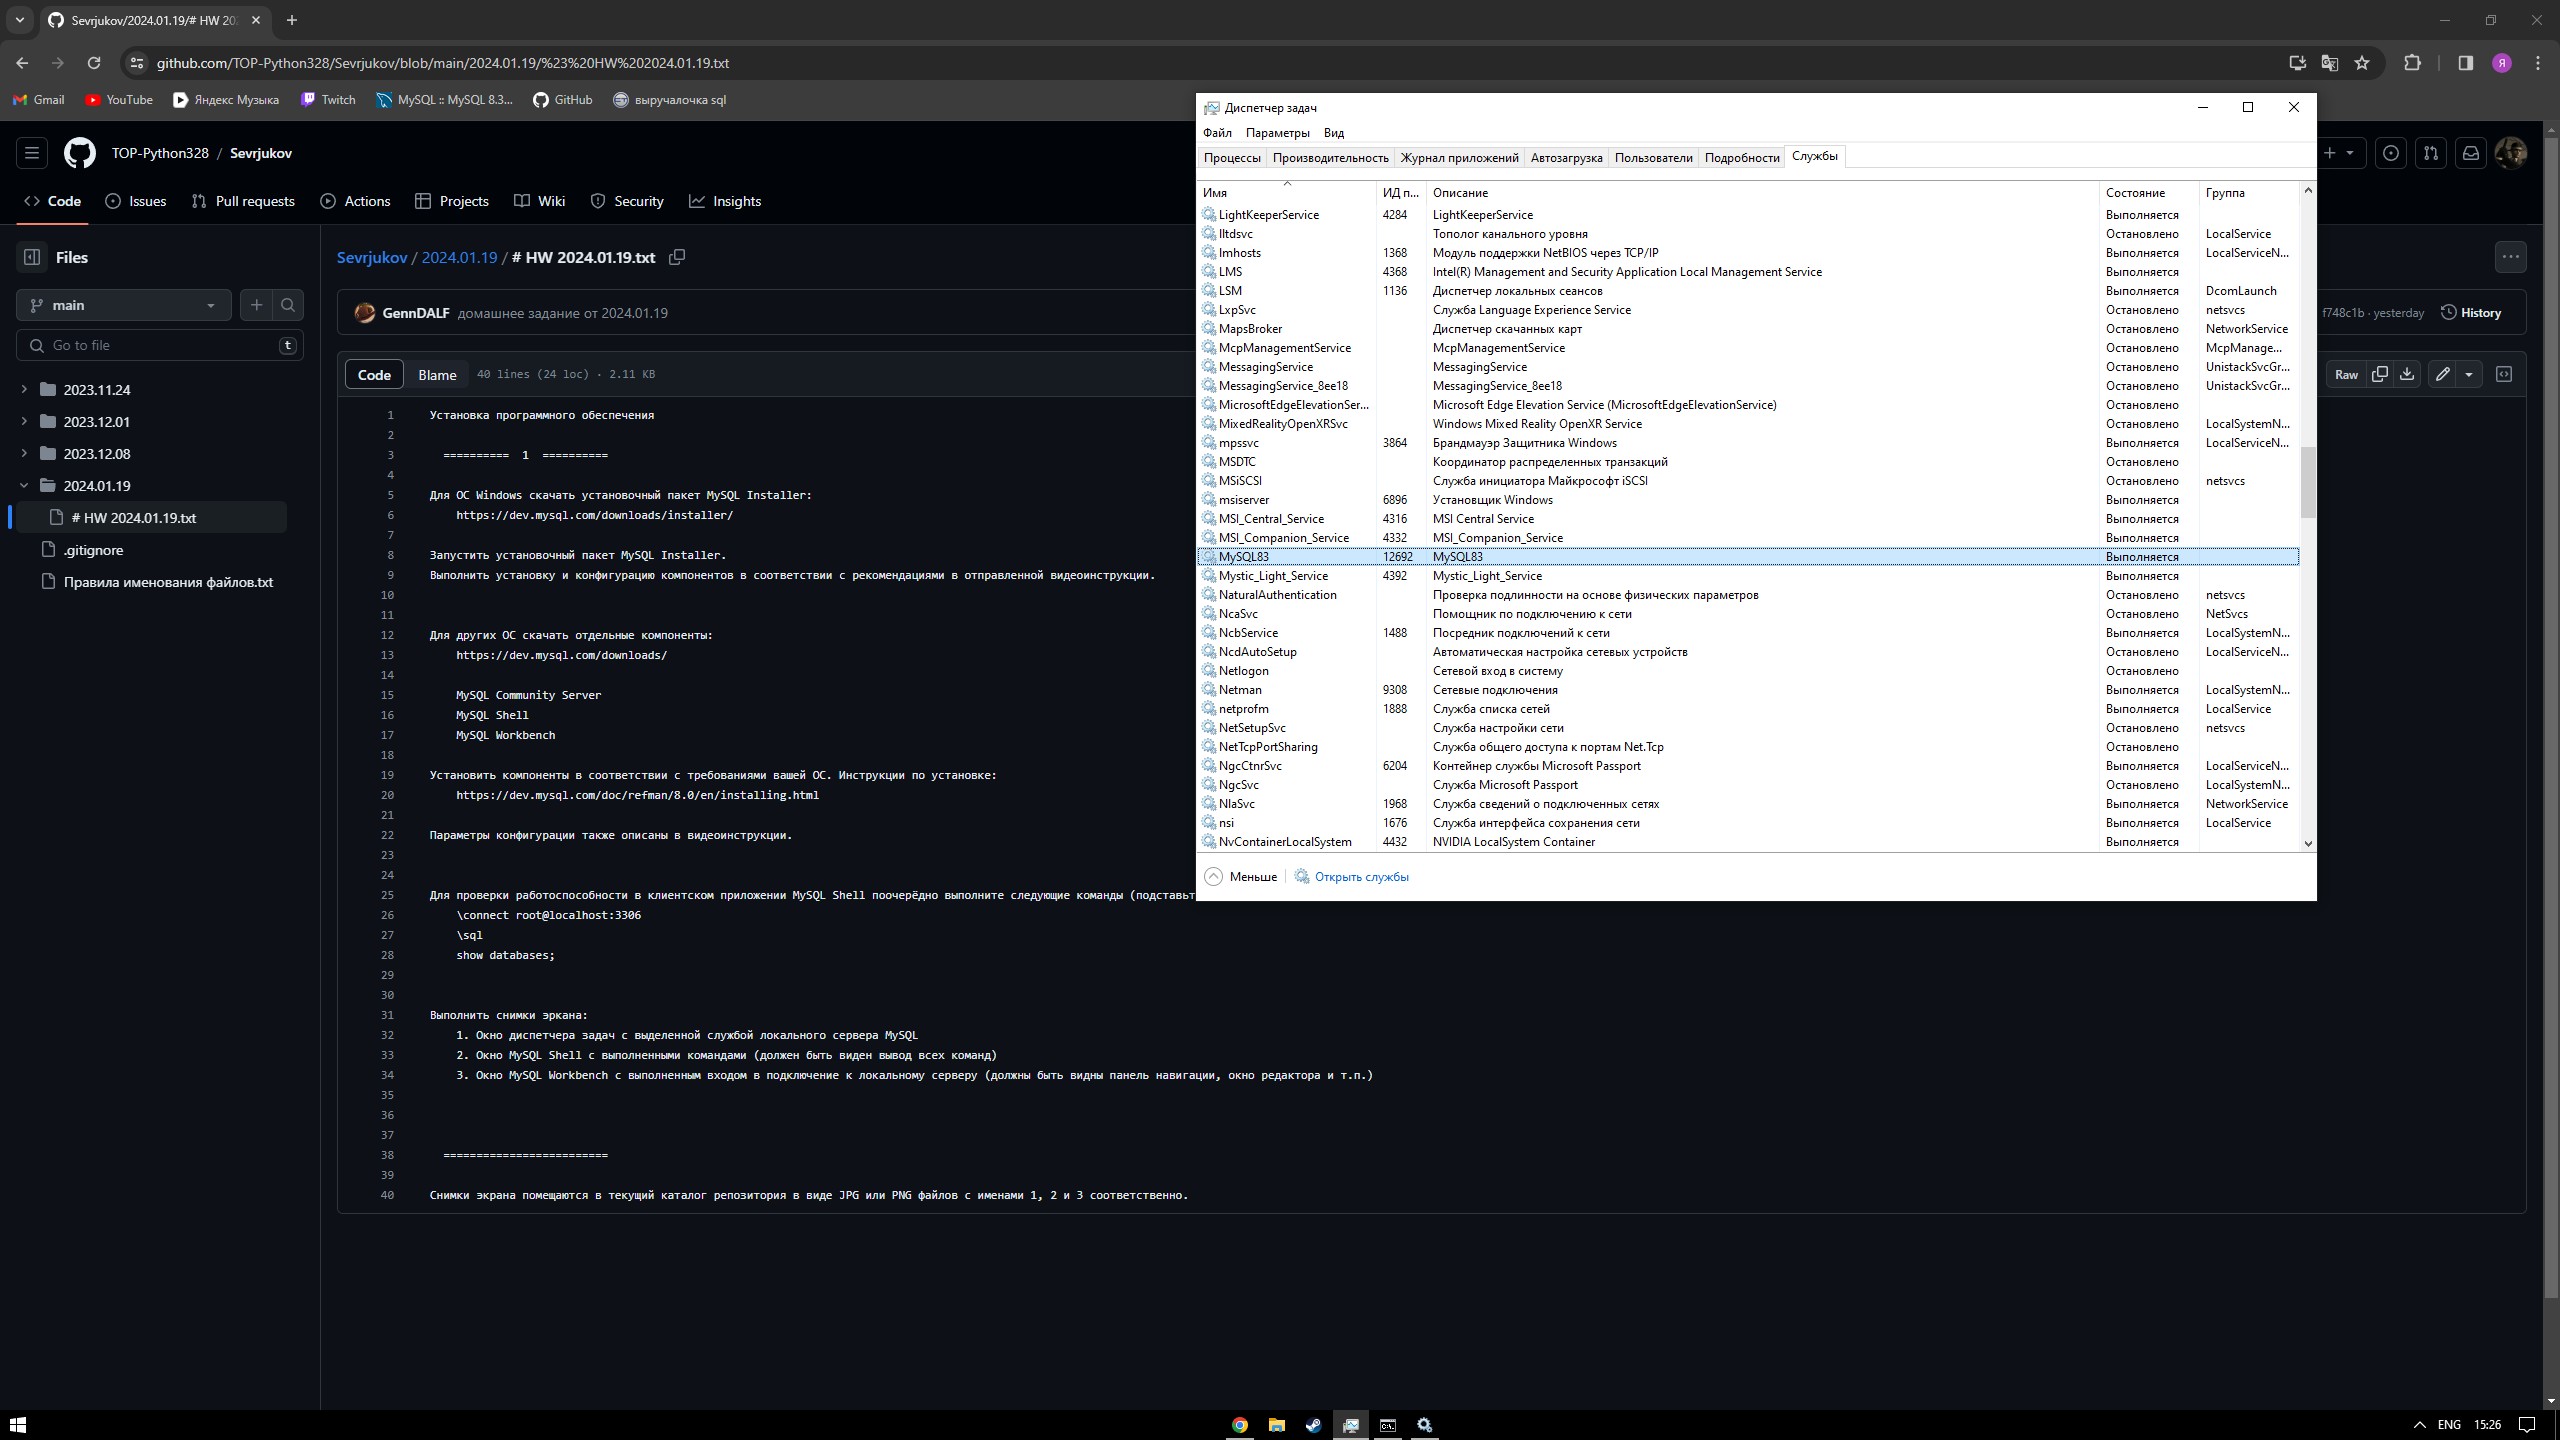 Sevrjukov/2024.01.19/# HW 202
github.com/TOP-Python328/Sevrjukov/blob/main/2024.01.19/%23%20HW%202024.01.19.txt
Я
Gmail
YouTube
Яндекс Музыка
Twitch
MySQL :: MySQL 8.3...
GitHub
выручалочка sql
TOP-Python328 / Sevrjukov
Code
Issues
Pull requests
Actions
Projects
Wiki
Security
Insights
Files
main
Go to file
t
2023.11.24
2023.12.01
2023.12.08
2024.01.19
# HW 2024.01.19.txt
.gitignore
Правила именования файлов.txt
Sevrjukov / 2024.01.19 / # HW 2024.01.19.txt
GennDALF домашнее задание от 2024.01.19
f748c1b · yesterday
History
Code
Blame
40 lines (24 loc) · 2.11 KB
Raw
1 Установка программного обеспечения
2
3 ========== 1 ==========
4
5 Для ОС Windows скачать установочный пакет MySQL Installer:
6 https://dev.mysql.com/downloads/installer/
7
8 Запустить установочный пакет MySQL Installer.
9 Выполнить установку и конфигурацию компонентов в соответствии с рекомендациями в отправленной видеоинструкции.
10
11
12 Для других ОС скачать отдельные компоненты:
13 https://dev.mysql.com/downloads/
14
15 MySQL Community Server
16 MySQL Shell
17 MySQL Workbench
18
19 Установить компоненты в соответствии с требованиями вашей ОС. Инструкции по установке:
20 https://dev.mysql.com/doc/refman/8.0/en/installing.html
21
22 Параметры конфигурации также описаны в видеоинструкции.
23
24
25 Для проверки работоспособности в клиентском приложении MySQL Shell поочерёдно выполните следующие команды (подставьт
26 \connect root@localhost:3306
27 \sql
28 show databases;
29
30
31 Выполнить снимки экрана:
32 1. Окно диспетчера задач с выделенной службой локального сервера MySQL
33 2. Окно MySQL Shell с выполненными командами (должен быть виден вывод всех команд)
34 3. Окно MySQL Workbench с выполненным входом в подключение к локальному серверу (должны быть видны панель навигации, окно редактора и т.п.)
35
36
37
38 =========================
39
40 Снимки экрана помещаются в текущий каталог репозитория в виде JPG или PNG файлов с именами 1, 2 и 3 соответственно.
Диспетчер задач
Файл Параметры Вид
Процессы Производительность Журнал приложений Автозагрузка Пользователи Подробности Службы
Имя ИД п... Описание Состояние Группа
LightKeeperService 4284 LightKeeperService Выполняется
lltdsvc Тополог канального уровня Остановлено LocalService
lmhosts 1368 Модуль поддержки NetBIOS через TCP/IP Выполняется LocalServiceN...
LMS 4368 Intel(R) Management and Security Application Local Management Service Выполняется
LSM 1136 Диспетчер локальных сеансов Выполняется DcomLaunch
LxpSvc Служба Language Experience Service Остановлено netsvcs
MapsBroker Диспетчер скачанных карт Остановлено NetworkService
McpManagementService McpManagementService Остановлено McpManage...
MessagingService MessagingService Остановлено UnistackSvcGr...
MessagingService_8ee18 MessagingService_8ee18 Остановлено UnistackSvcGr...
MicrosoftEdgeElevationSer... Microsoft Edge Elevation Service (MicrosoftEdgeElevationService) Остановлено
MixedRealityOpenXRSvc Windows Mixed Reality OpenXR Service Остановлено LocalSystemN...
mpssvc 3864 Брандмауэр Защитника Windows Выполняется LocalServiceN...
MSDTC Координатор распределенных транзакций Остановлено
MSiSCSI Служба инициатора Майкрософт iSCSI Остановлено netsvcs
msiserver 6896 Установщик Windows Выполняется
MSI_Central_Service 4316 MSI Central Service Выполняется
MSI_Companion_Service 4332 MSI_Companion_Service Выполняется
MySQL83 12692 MySQL83 Выполняется
Mystic_Light_Service 4392 Mystic_Light_Service Выполняется
NaturalAuthentication Проверка подлинности на основе физических параметров Остановлено netsvcs
NcaSvc Помощник по подключению к сети Остановлено NetSvcs
NcbService 1488 Посредник подключений к сети Выполняется LocalSystemN...
NcdAutoSetup Автоматическая настройка сетевых устройств Остановлено LocalServiceN...
Netlogon Сетевой вход в систему Остановлено
Netman 9308 Сетевые подключения Выполняется LocalSystemN...
netprofm 1888 Служба списка сетей Выполняется LocalService
NetSetupSvc Служба настройки сети Остановлено netsvcs
NetTcpPortSharing Служба общего доступа к портам Net.Tcp Остановлено
NgcCtnrSvc 6204 Контейнер службы Microsoft Passport Выполняется LocalServiceN...
NgcSvc Служба Microsoft Passport Остановлено LocalSystemN...
NlaSvc 1968 Служба сведений о подключенных сетях Выполняется NetworkService
nsi 1676 Служба интерфейса сохранения сети Выполняется LocalService
NvContainerLocalSystem 4432 NVIDIA LocalSystem Container Выполняется
Меньше
Открыть службы
ENG 15:26